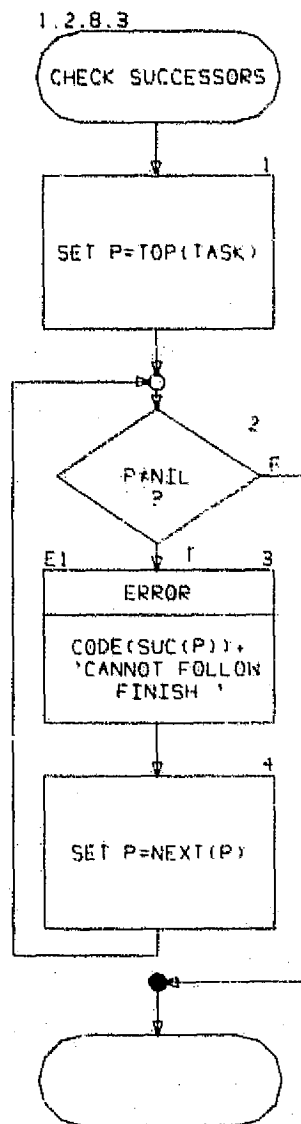 1.2.8.3
CHECK SUCCESSORS
1
SET P=TOP(TASK)
2
P≠NIL
?
F
T
E1
3
ERROR
CODE(SUC(P))+
'CANNOT FOLLOW
FINISH '
4
SET P=NEXT(P)